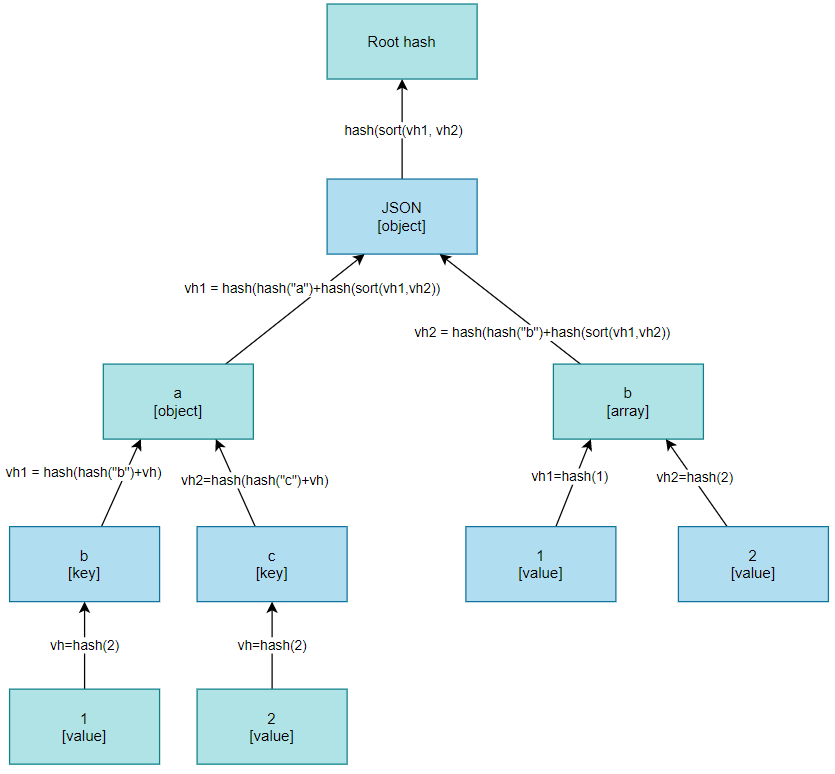 Root hash
hash(sort(vh1, vh2)
JSON
[object]
vh1 = hash(hash("a")+hash(sort(vh1,vh2))
vh2 = hash(hash("b")+hash(sort(vh1,vh2))
a
[object]
b
[array]
vh1 = hash(hash("b")+vh)
vh2=hash(hash("c")+vh)
vh1=hash(1)
vh2=hash(2)
b
[key]
c
[key]
1
[value]
2
[value]
vh=hash(2)
vh=hash(2)
1
[value]
2
[value]